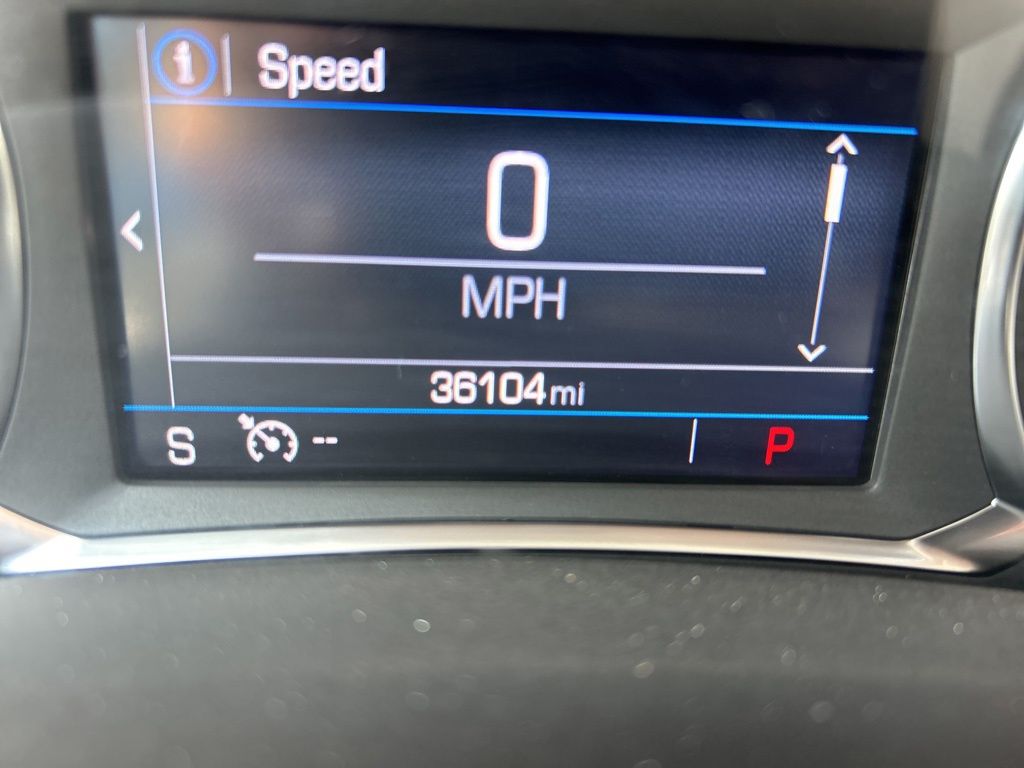 i Speed
0
MPH
36104mi
S -- P